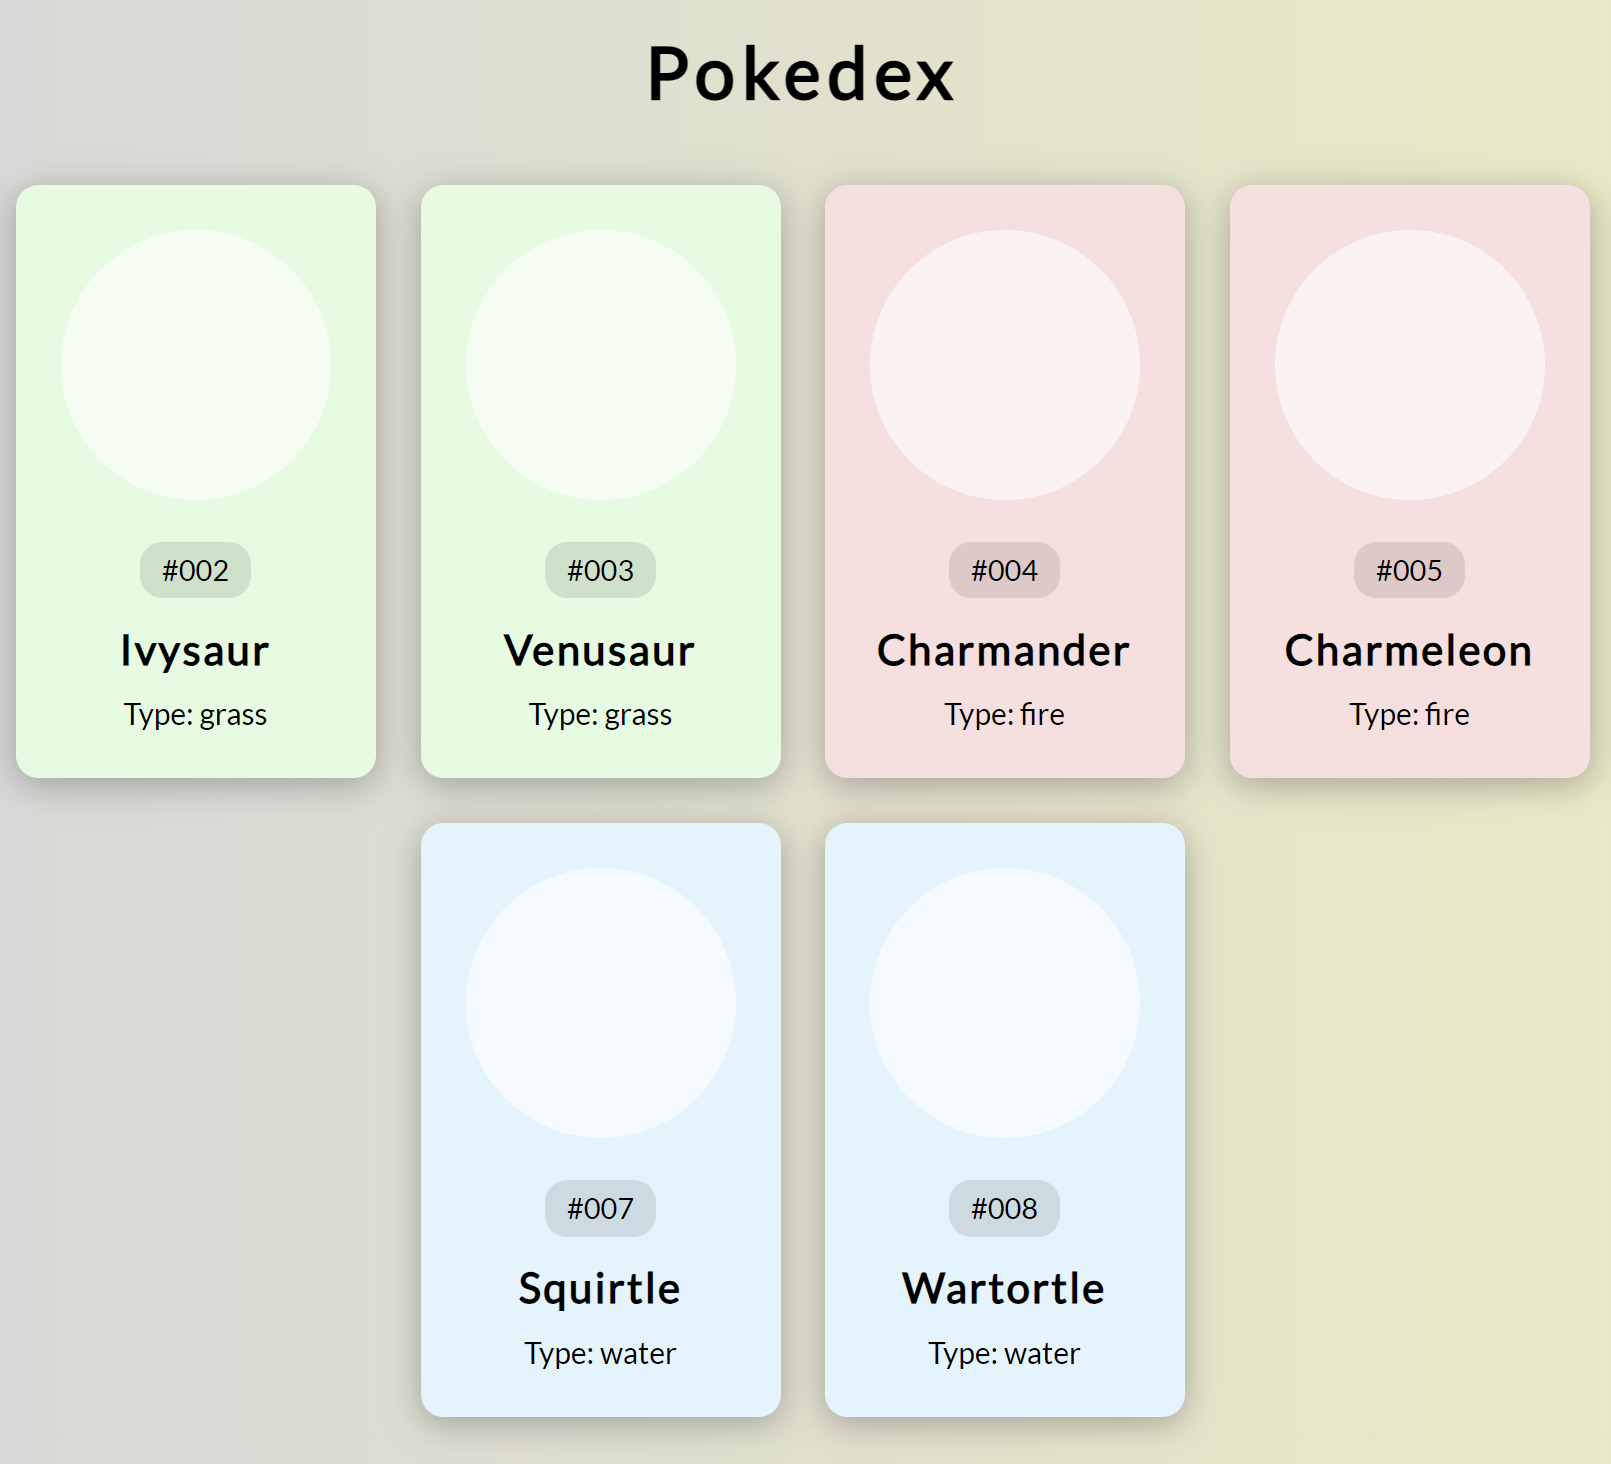 Pokedex
#002
Ivysaur
Type: grass
#003
Venusaur
Type: grass
#004
Charmander
Type: fire
#005
Charmeleon
Type: fire
#007
Squirtle
Type: water
#008
Wartortle
Type: water